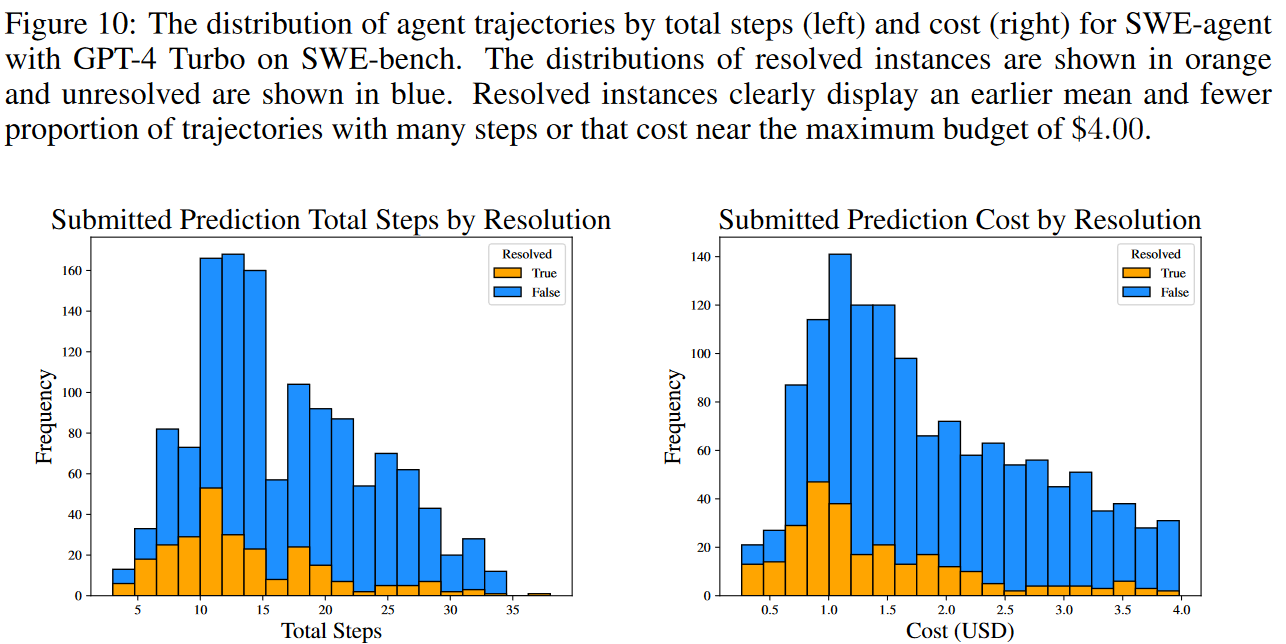 Figure 10: The distribution of agent trajectories by total steps (left) and cost (right) for SWE-agent
with GPT-4 Turbo on SWE-bench. The distributions of resolved instances are shown in orange
and unresolved are shown in blue. Resolved instances clearly display an earlier mean and fewer
proportion of trajectories with many steps or that cost near the maximum budget of $4.00.
Submitted Prediction Total Steps by Resolution
Resolved
True
False
Frequency
160
140
120
100
80
60
40
20
0
5 10 15 20 25 30 35
Total Steps
Submitted Prediction Cost by Resolution
Resolved
True
False
Frequency
140
120
100
80
60
40
20
0
0.5 1.0 1.5 2.0 2.5 3.0 3.5 4.0
Cost (USD)